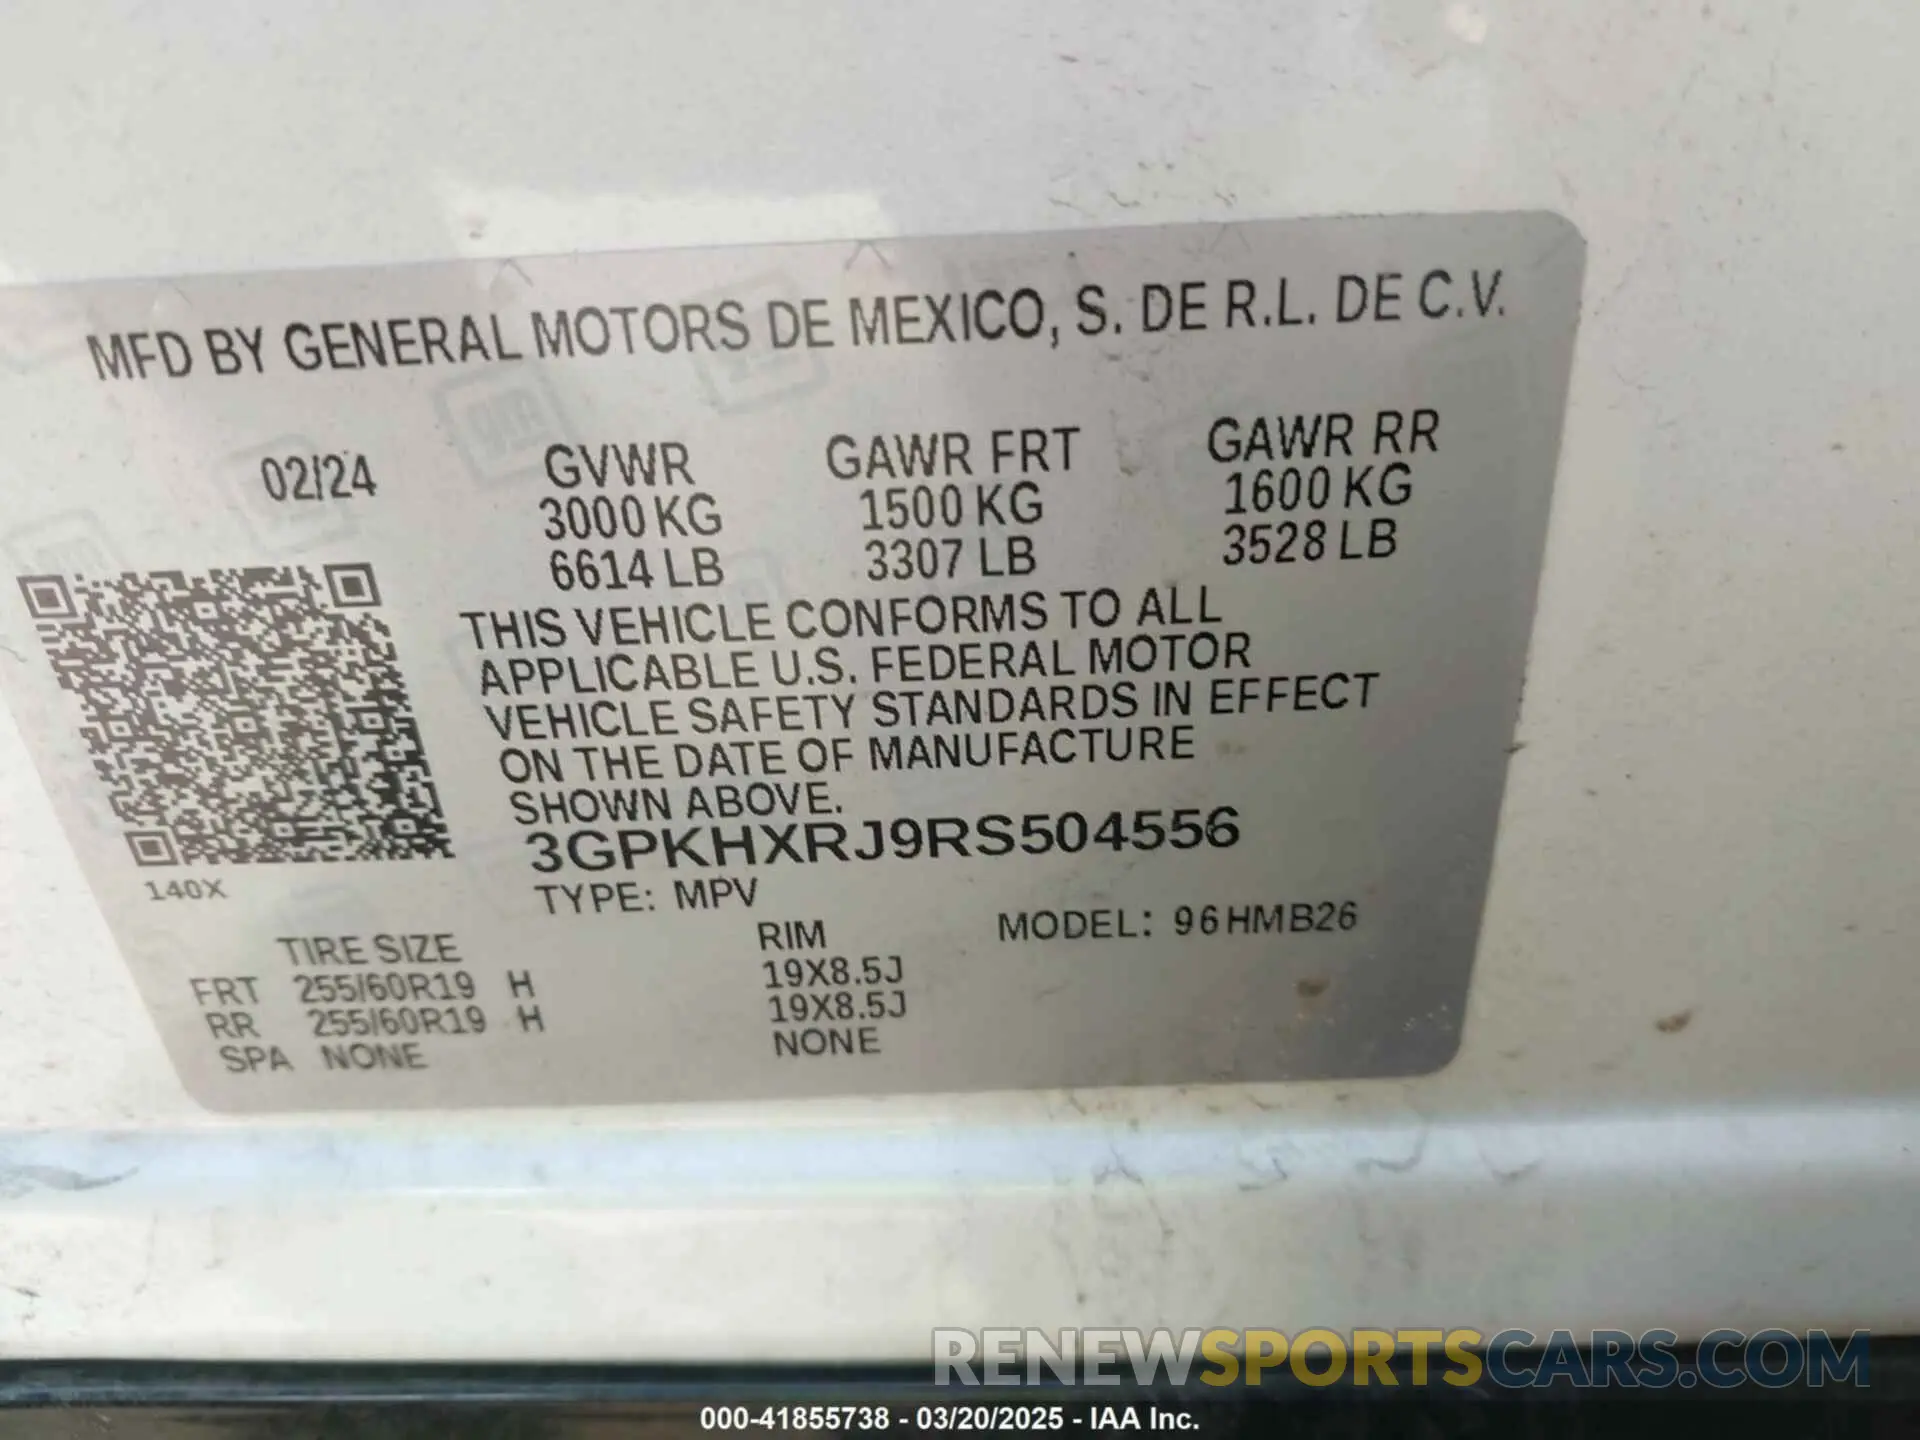 MFD BY GENERAL MOTORS DE MEXICO, S. DE R.L. DE C.V.
02/24 GVWR GAWR FRT GAWR RR
3000 KG 1500 KG 1600 KG
6614 LB 3307 LB 3528 LB
THIS VEHICLE CONFORMS TO ALL
APPLICABLE U.S. FEDERAL MOTOR
VEHICLE SAFETY STANDARDS IN EFFECT
ON THE DATE OF MANUFACTURE
SHOWN ABOVE.
3GPKHXRJ9RS504556
140X
TYPE: MPV
MODEL: 96HMB26
TIRE SIZE RIM
FRT 255/60R19 H 19X8.5J
RR 255/60R19 H 19X8.5J
SPA NONE NONE
RENEWSPORTSCARS.COM
000-41855738 - 03/20/2025 - IAA Inc.